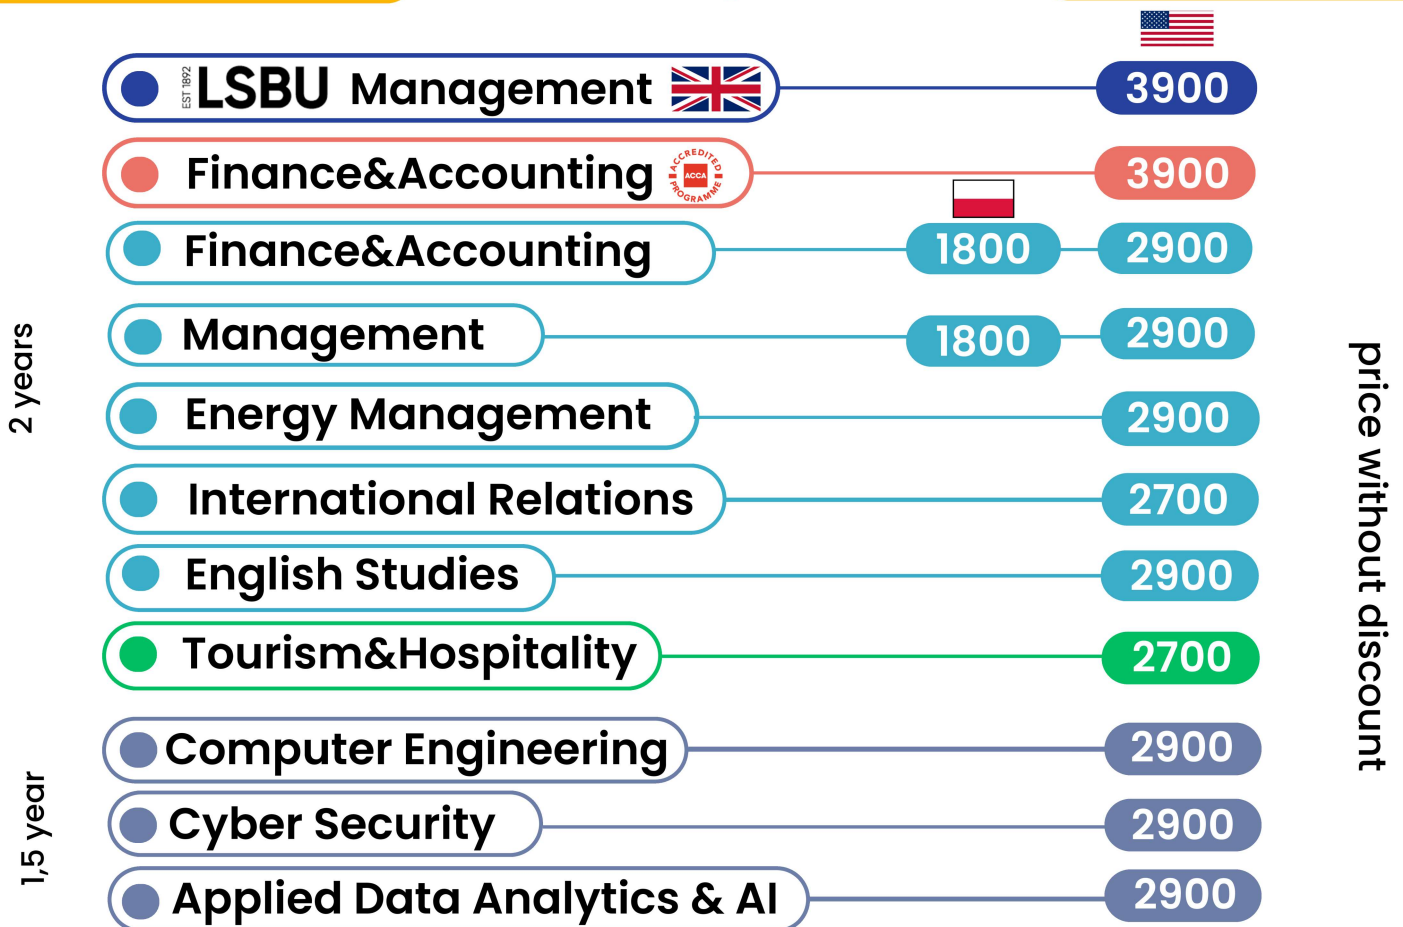 EST 1892 LSBU Management 3900
Finance&Accounting ACCREDITED ACCA PROGRAMME 3900
Finance&Accounting 1800 2900
Management 1800 2900
2 years
Energy Management 2900
International Relations 2700
English Studies 2900
Tourism&Hospitality 2700
price without discount
Computer Engineering 2900
1,5 year
Cyber Security 2900
Applied Data Analytics & AI 2900